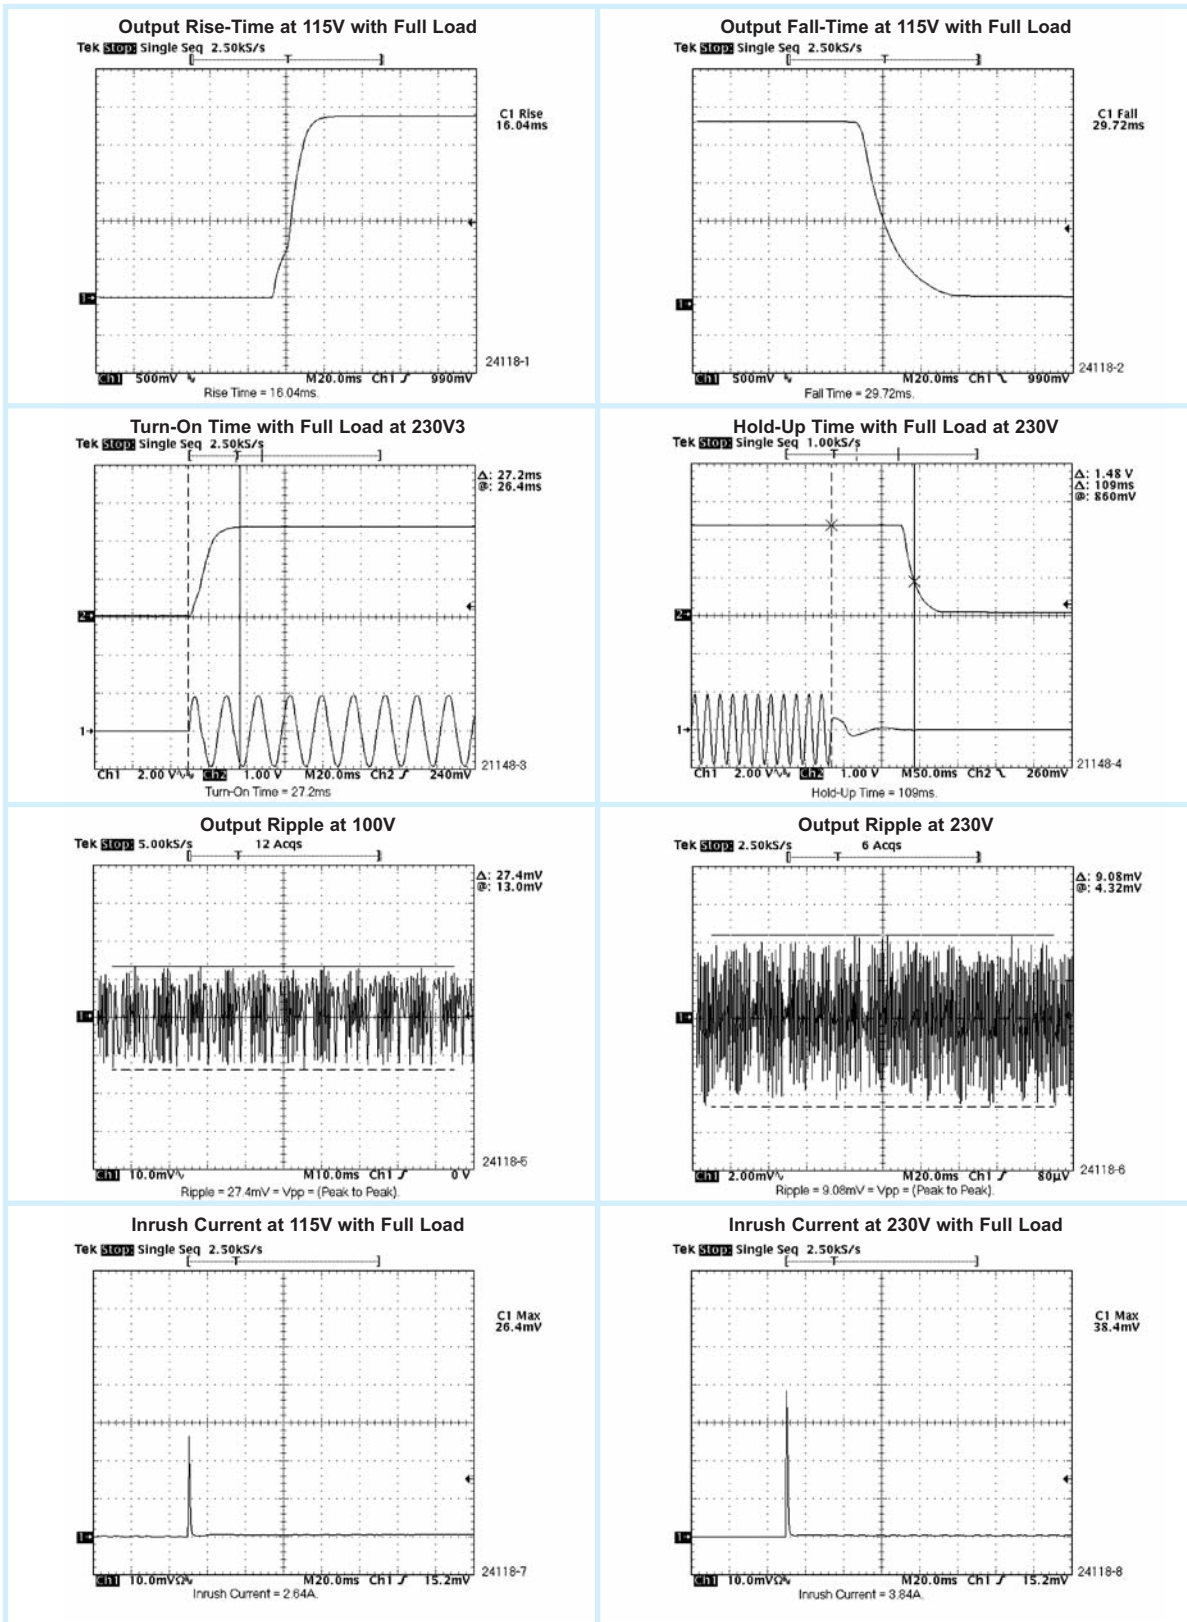 Output Rise-Time at 115V with Full Load
Tek Stop: Single Seq 2.50kS/s
C1 Rise
16.04ms
1
24118-1
Ch1 500mV M20.0ms Ch1 990mV
Rise Time = 16.04ms.
Output Fall-Time at 115V with Full Load
Tek Stop: Single Seq 2.50kS/s
C1 Fall
29.72ms
1
24118-2
Ch1 500mV M20.0ms Ch1 990mV
Fall Time = 29.72ms.
Turn-On Time with Full Load at 230V3
Tek Stop: Single Seq 2.50kS/s
Δ: 27.2ms
@: 26.4ms
2
1
21148-3
Ch1 2.00 V Ch2 1.00 V M20.0ms Ch2 240mV
Turn-On Time = 27.2ms
Hold-Up Time with Full Load at 230V
Tek Stop: Single Seq 1.00kS/s
Δ: 1.48 V
Δ: 109ms
@: 860mV
2
1
21148-4
Ch1 2.00 V Ch2 1.00 V M50.0ms Ch2 260mV
Hold-Up Time = 109ms.
Output Ripple at 100V
Tek Stop: 5.00kS/s 12 Acqs
Δ: 27.4mV
@: 13.0mV
1
24118-5
Ch1 10.0mV M10.0ms Ch1 0 V
Ripple = 27.4mV = Vpp = (Peak to Peak).
Output Ripple at 230V
Tek Stop: 2.50kS/s 6 Acqs
Δ: 9.08mV
@: 4.32mV
1
24118-6
Ch1 2.00mV M20.0ms Ch1 80μV
Ripple = 9.08mV = Vpp = (Peak to Peak).
Inrush Current at 115V with Full Load
Tek Stop: Single Seq 2.50kS/s
C1 Max
26.4mV
1
24118-7
Ch1 10.0mVΩ M20.0ms Ch1 15.2mV
Inrush Current = 2.64A.
Inrush Current at 230V with Full Load
Tek Stop: Single Seq 2.50kS/s
C1 Max
38.4mV
1
24118-8
Ch1 10.0mVΩ M20.0ms Ch1 15.2mV
Inrush Current = 3.84A.